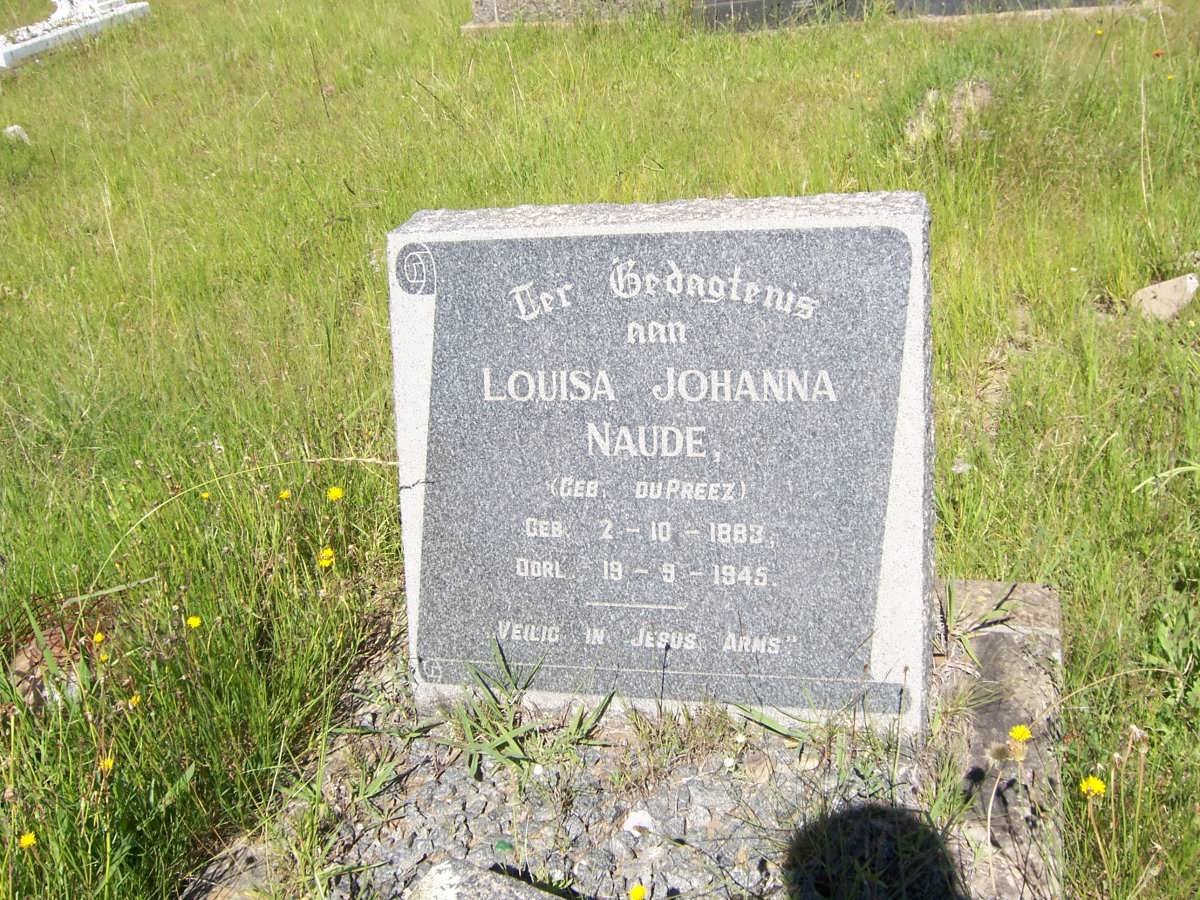 Ter Gedagtenis
aan
LOUISA JOHANNA
NAUDE,
(GEB. DU PREEZ)
GEB. 2-10-1883,
OORL. 19-9-1945.
"VEILIG IN JESUS ARMS"